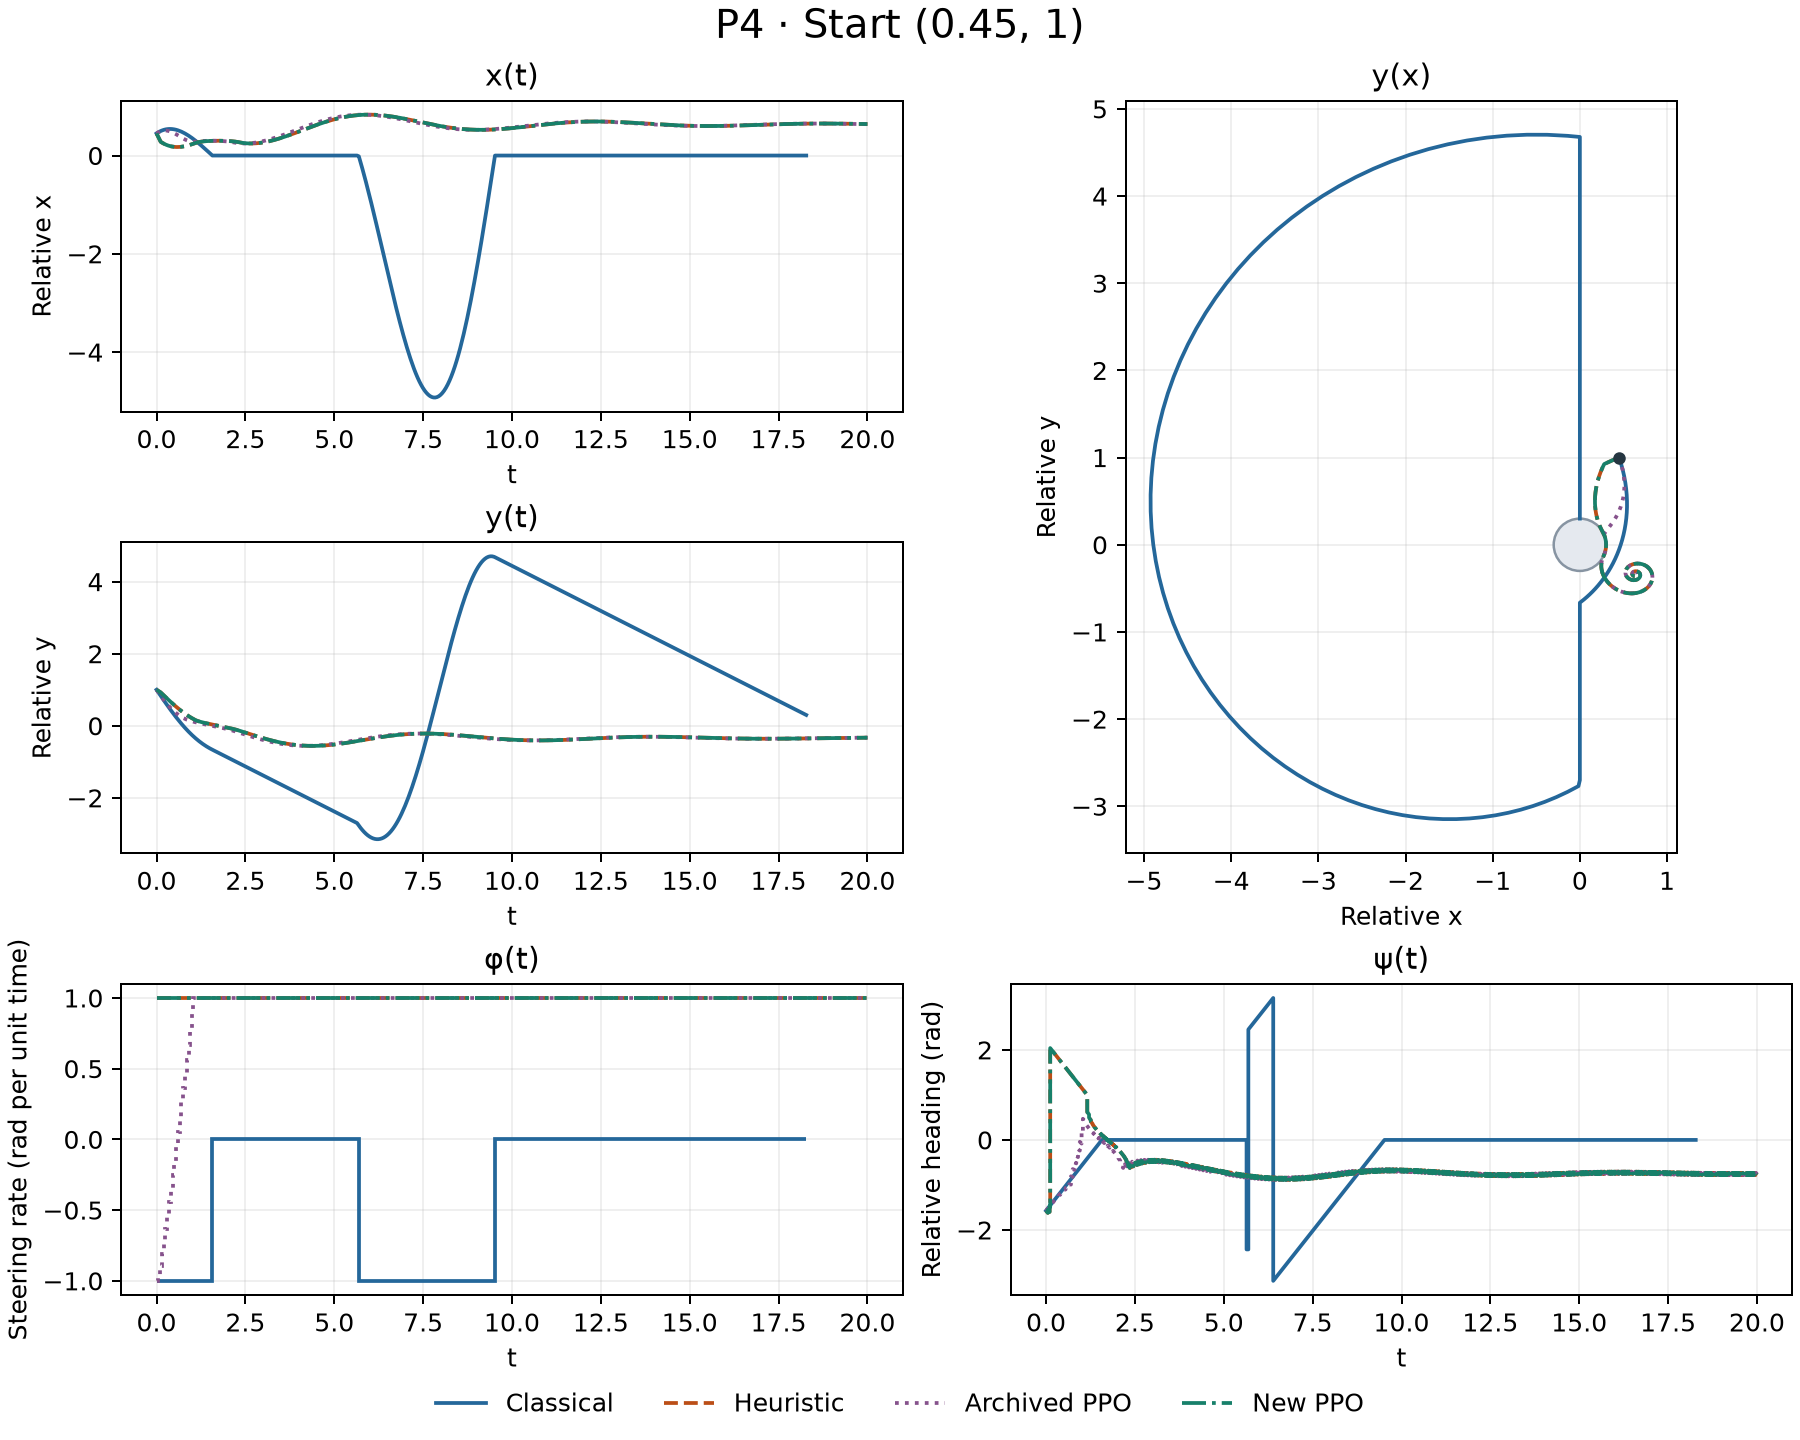 P4 · Start (0.45, 1)
x(t)
Relative x
0
−2
−4
0.0 2.5 5.0 7.5 10.0 12.5 15.0 17.5 20.0
t
y(t)
Relative y
4
2
0
−2
0.0 2.5 5.0 7.5 10.0 12.5 15.0 17.5 20.0
t
y(x)
Relative y
5
4
3
2
1
0
−1
−2
−3
−5 −4 −3 −2 −1 0 1
Relative x
φ(t)
Steering rate (rad per unit time)
1.0
0.5
0.0
−0.5
−1.0
0.0 2.5 5.0 7.5 10.0 12.5 15.0 17.5 20.0
t
ψ(t)
Relative heading (rad)
2
0
−2
0.0 2.5 5.0 7.5 10.0 12.5 15.0 17.5 20.0
t
Classical Heuristic Archived PPO New PPO